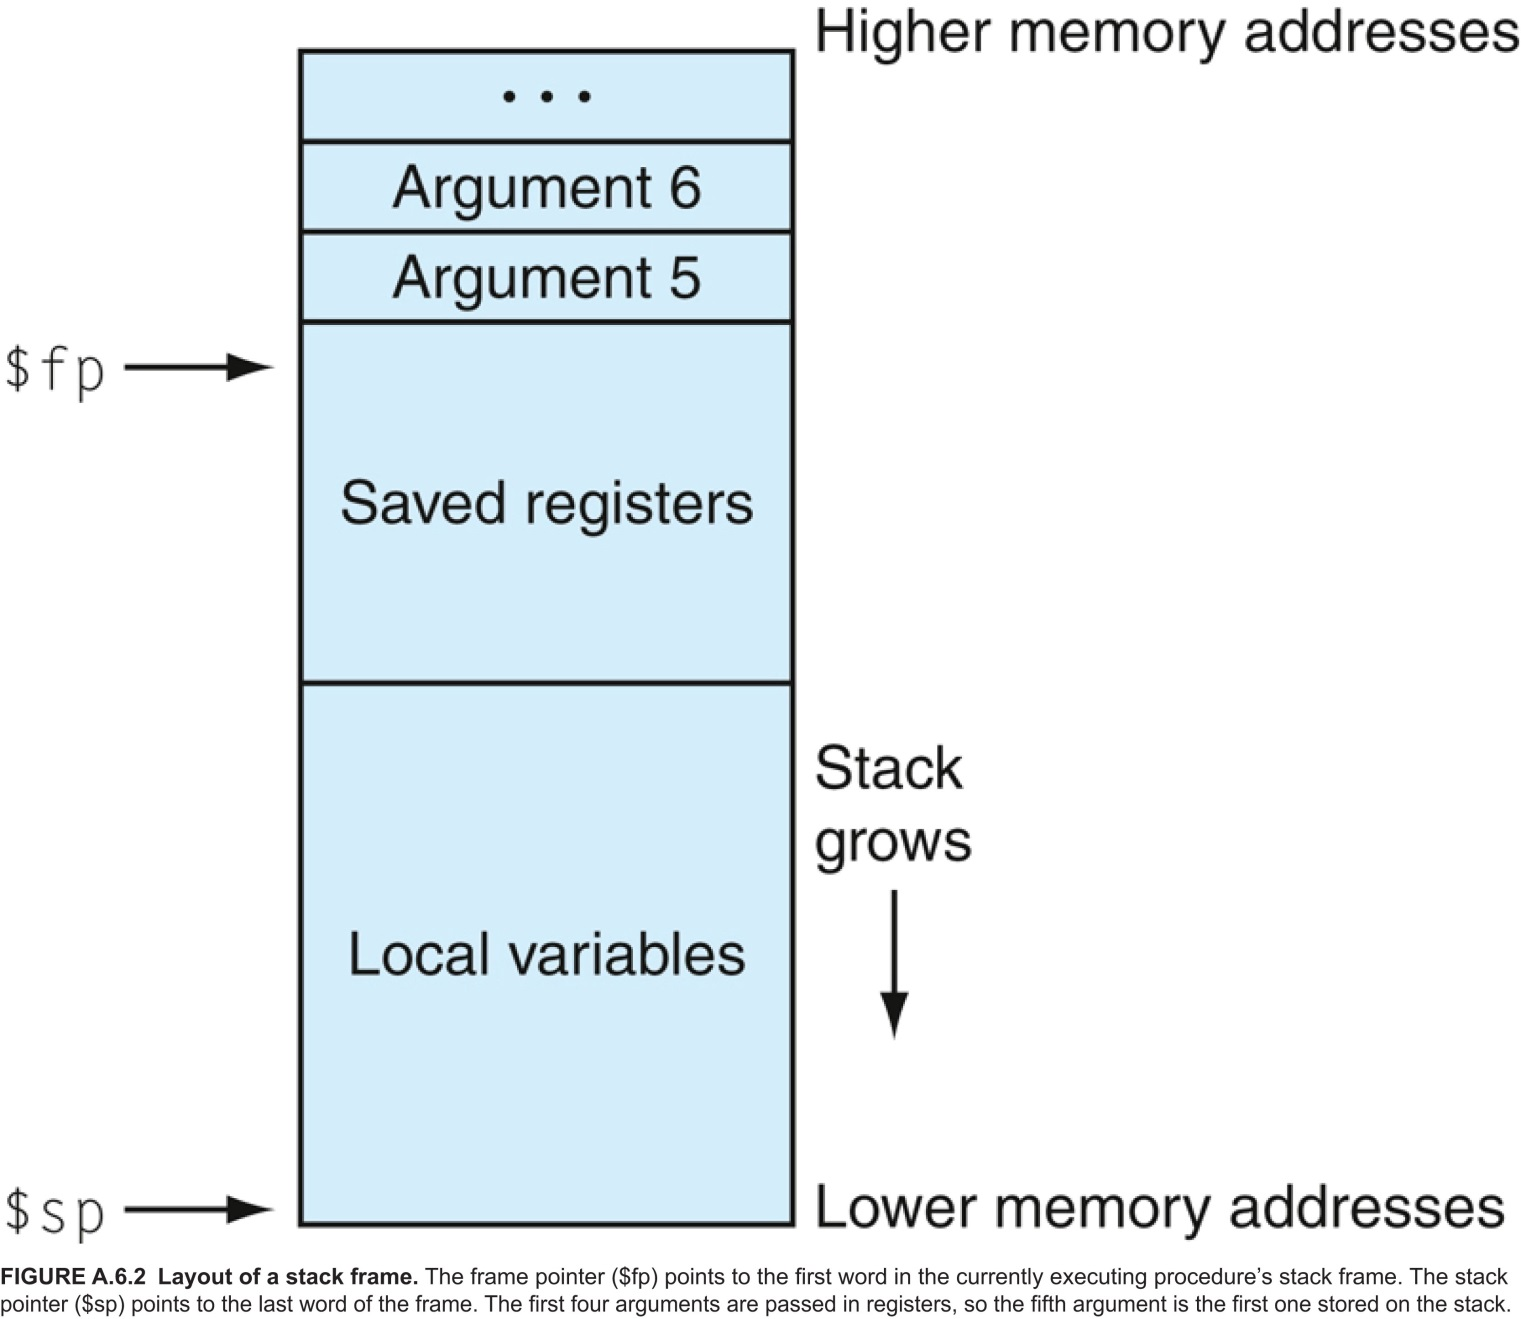 Higher memory addresses
• • •
Argument 6
Argument 5
$fp
Saved registers
Stack
grows
Local variables
$sp
Lower memory addresses
FIGURE A.6.2 Layout of a stack frame. The frame pointer ($fp) points to the first word in the currently executing procedure’s stack frame. The stack
pointer ($sp) points to the last word of the frame. The first four arguments are passed in registers, so the fifth argument is the first one stored on the stack.